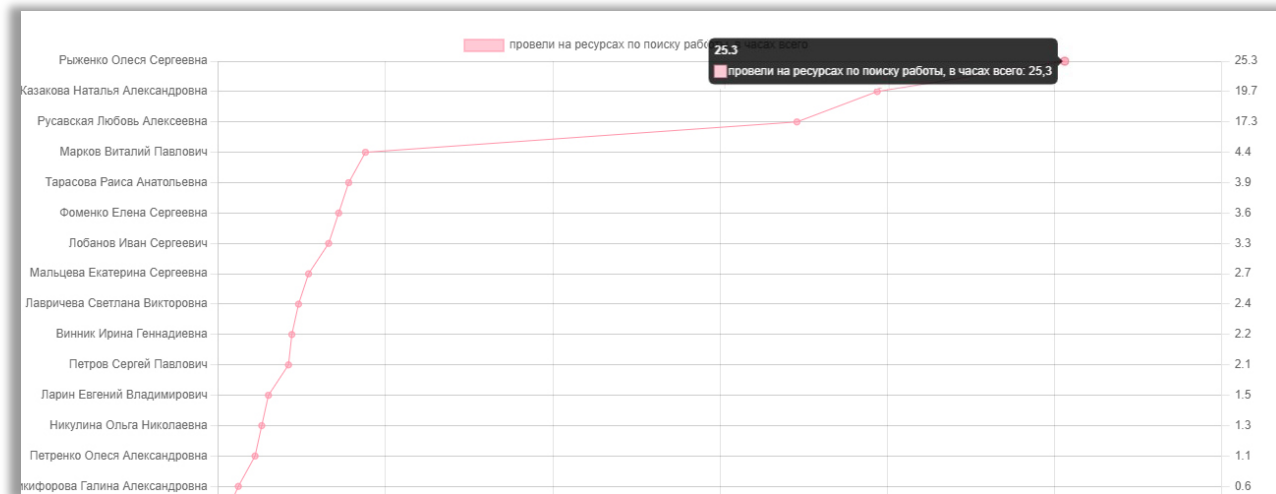 провели на ресурсах по поиску работы, в часах всего
25.3
провели на ресурсах по поиску работы, в часах всего: 25,3
Рыженко Олеся Сергеевна 25.3
Казакова Наталья Александровна 19.7
Русавская Любовь Алексеевна 17.3
Марков Виталий Павлович 4.4
Тарасова Раиса Анатольевна 3.9
Фоменко Елена Сергеевна 3.6
Лобанов Иван Сергеевич 3.3
Мальцева Екатерина Сергеевна 2.7
Лавричева Светлана Викторовна 2.4
Винник Ирина Геннадиевна 2.2
Петров Сергей Павлович 2.1
Ларин Евгений Владимирович 1.5
Никулина Ольга Николаевна 1.3
Петренко Олеся Александровна 1.1
икифорова Галина Александровна 0.6